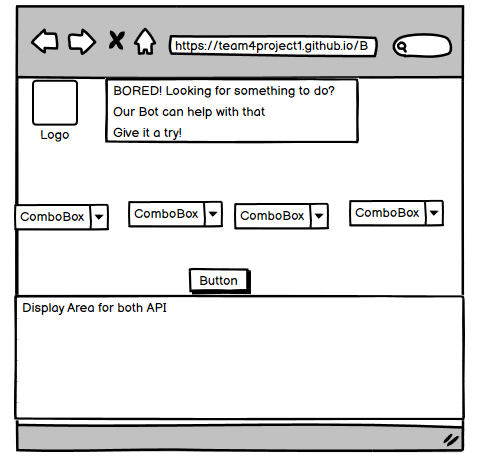 https://team4project1.github.io/B
BORED! Looking for something to do?
Our Bot can help with that
Give it a try!
Logo
ComboBox
ComboBox
ComboBox
ComboBox
Button
Display Area for both API